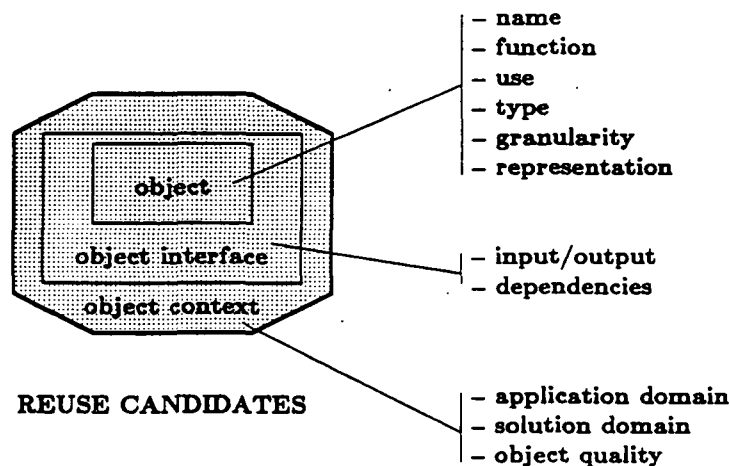 – name
– function
– use
– type
– granularity
– representation
object
object interface
object context
– input/output
– dependencies
REUSE CANDIDATES
– application domain
– solution domain
– object quality